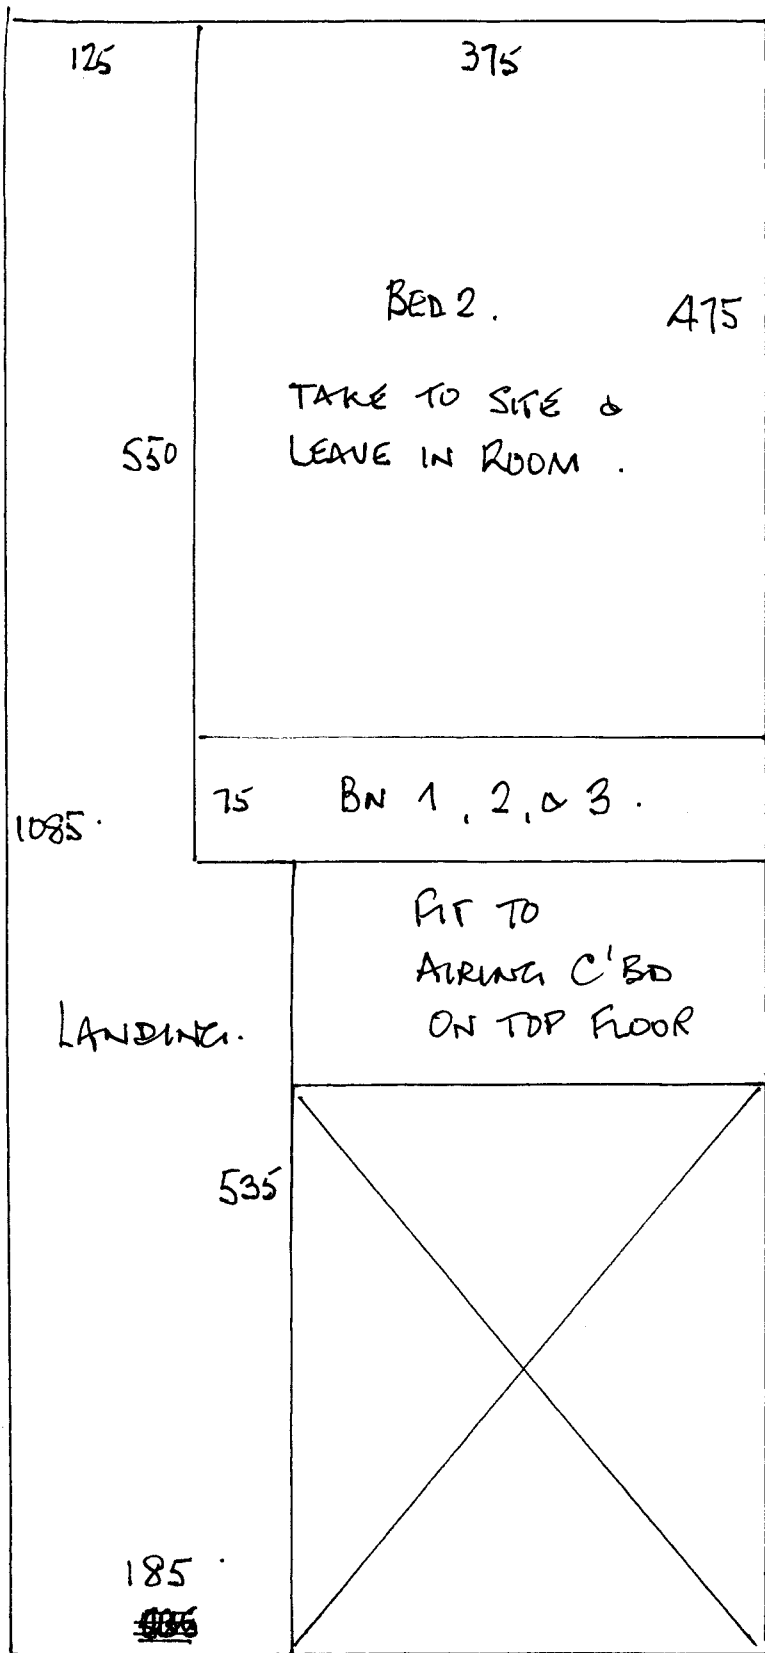 125
375
BED 2.
475
TAKE TO SITE &
LEAVE IN ROOM.
550
75 BN 1, 2, & 3.
1085.
FIT TO
AIRING C'BD
ON TOP FLOOR
LANDING.
535
185